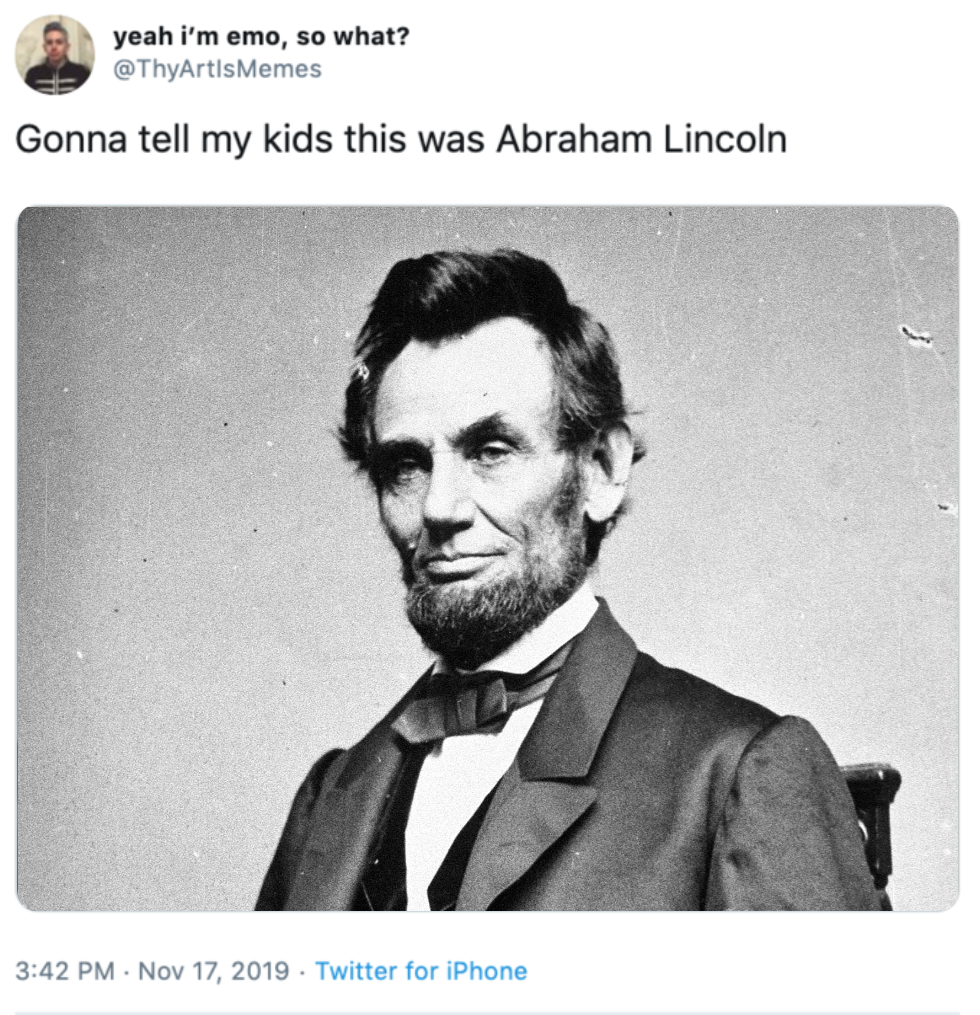 yeah i’m emo, so what?
@ThyArtIsMemes
Gonna tell my kids this was Abraham Lincoln
3:42 PM · Nov 17, 2019 · Twitter for iPhone